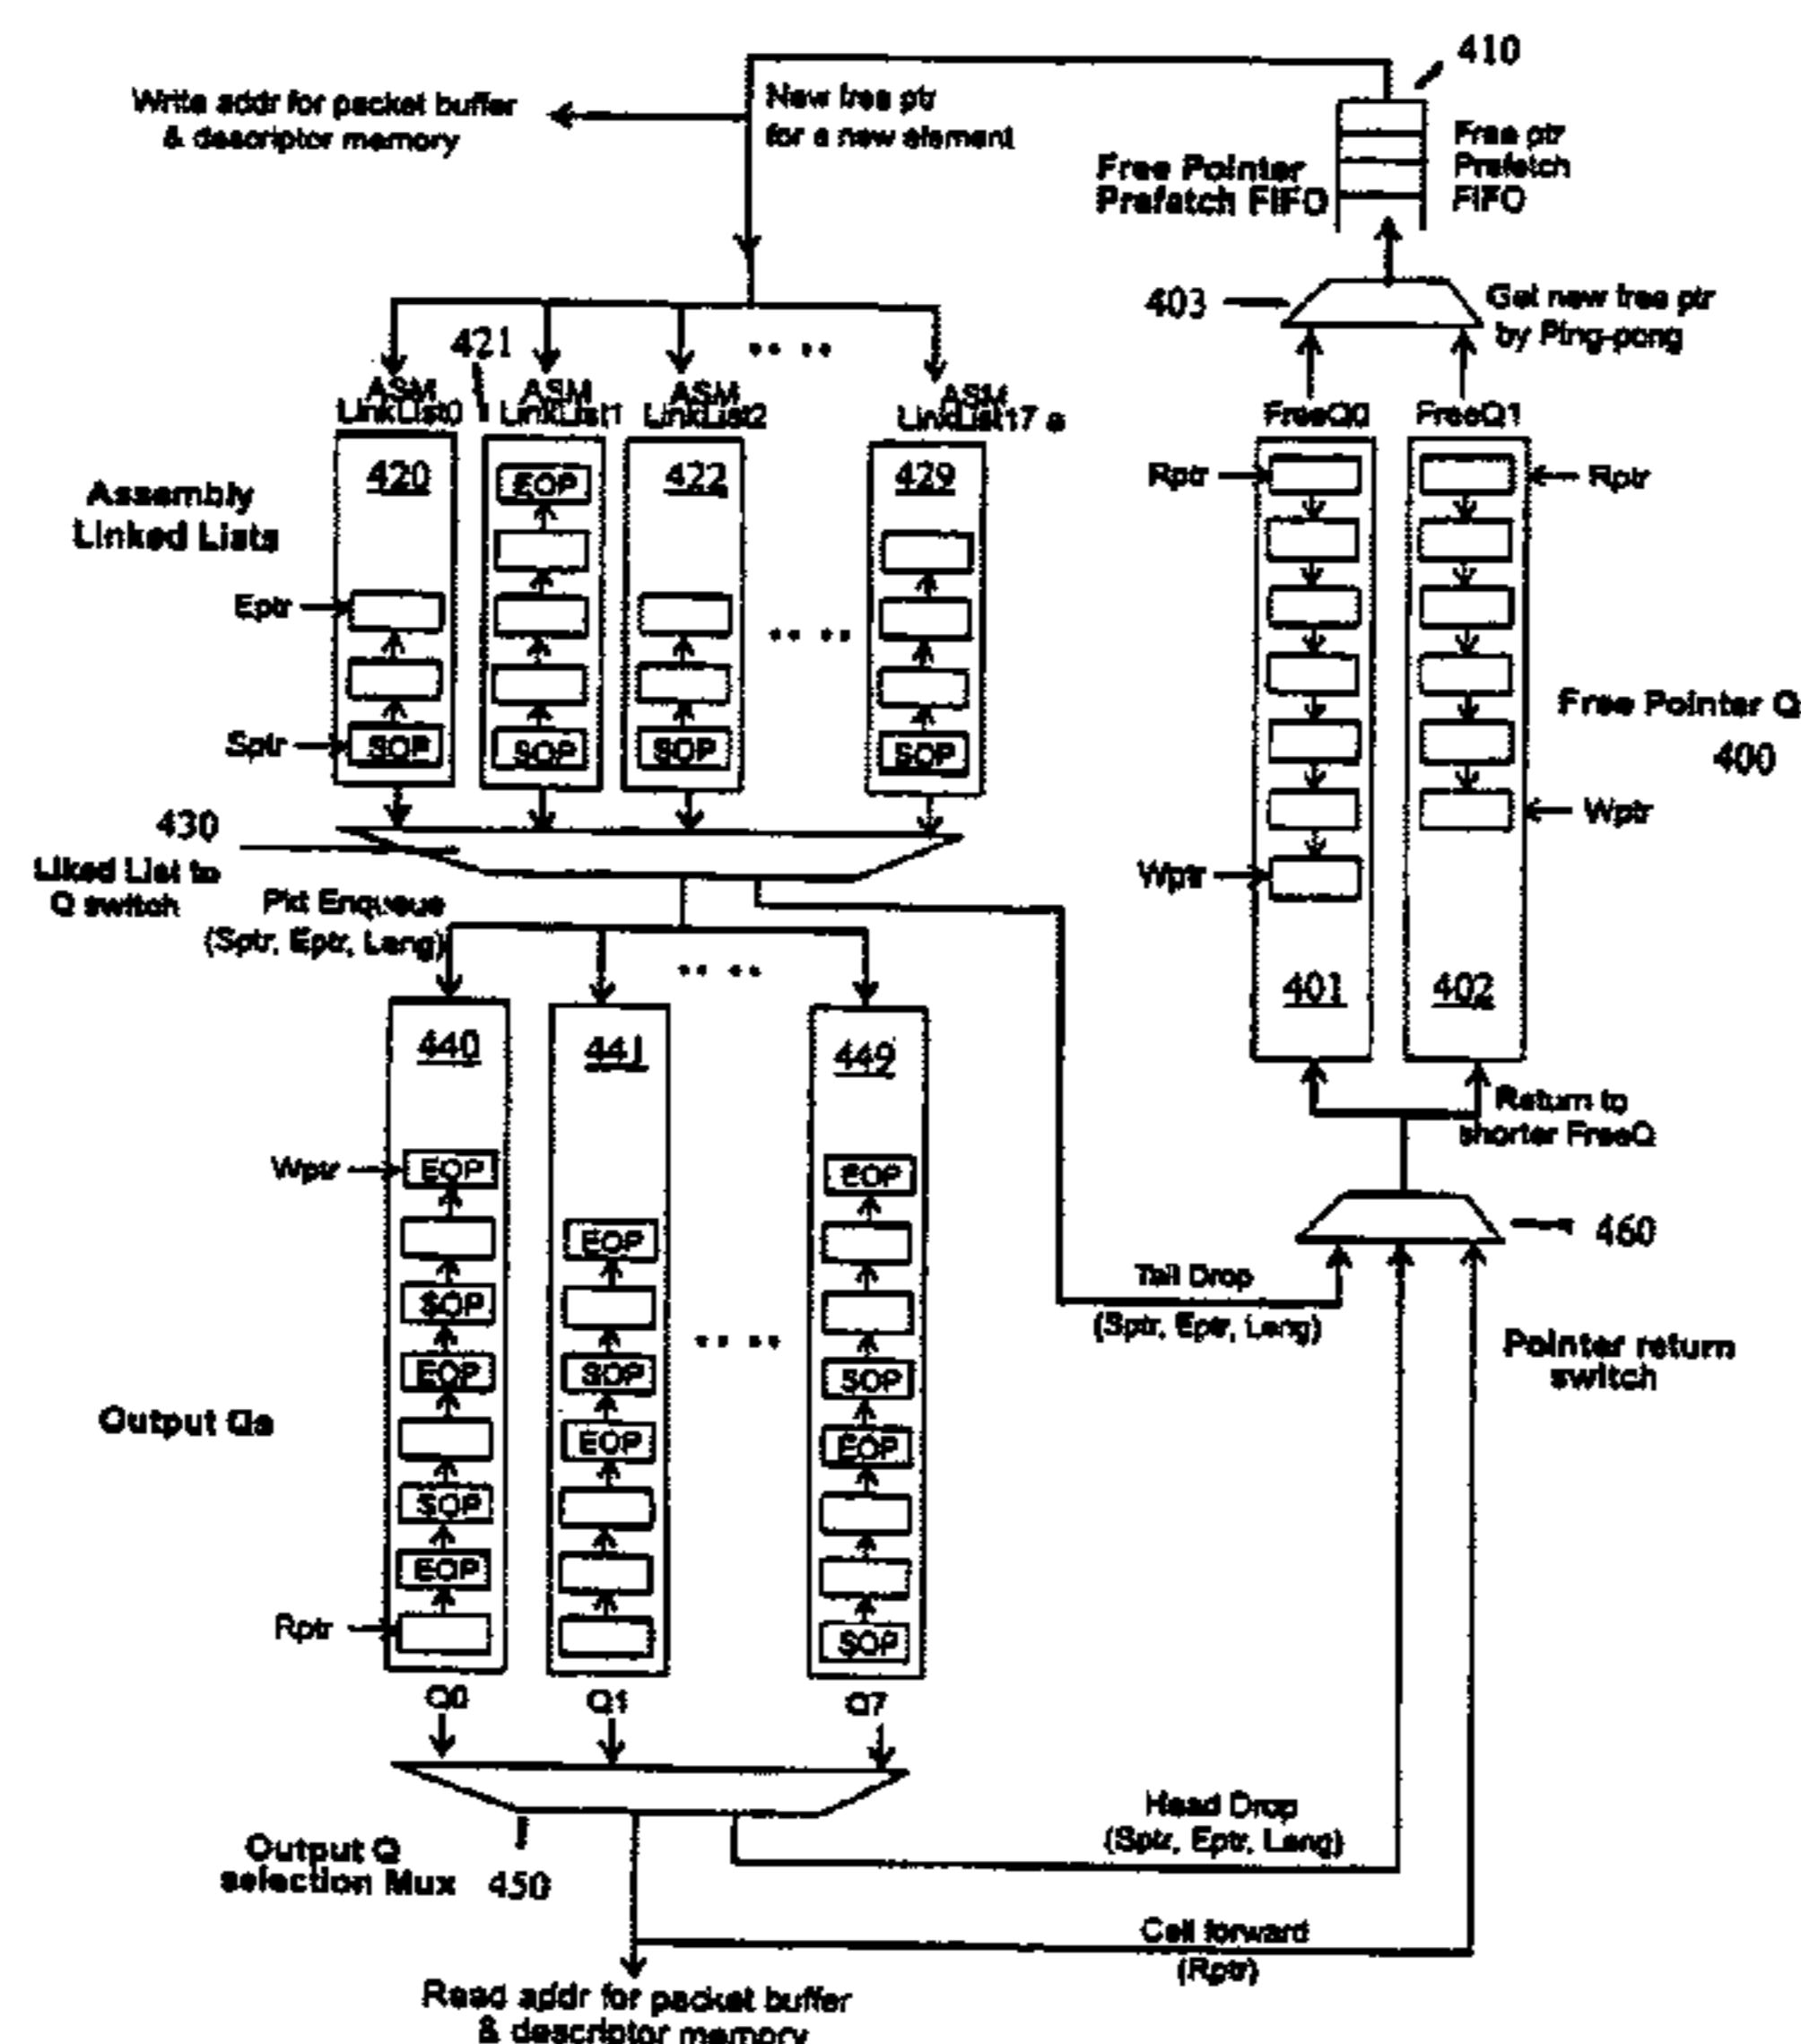 410
Write addr for packet buffer
& descriptor memory
New free ptr
for a new element
Free Pointer
Prefetch FIFO
Free ptr
Prefetch
FIFO
403
Get new free ptr
by Ping-pong
421
ASM
LinkList0
ASM
LinkList1
ASM
LinkList2
ASM
LinkList17 a
FreeQ0
FreeQ1
Assembly
Linked Lists
420
EOP
422
429
Rptr
Rptr
Eptr
Sptr
SOP
SOP
SOP
SOP
Free Pointer Q
400
Wptr
Wptr
430
Liked List to
Q switch
Pkt Enqueue
(Sptr, Eptr, Leng)
401
402
440
441
449
Return to
shorter FreeQ
Wptr
EOP
EOP
EOP
460
SOP
Tail Drop
(Sptr, Eptr, Leng)
Pointer return
switch
EOP
SOP
SOP
Output Qs
EOP
EOP
SOP
EOP
Rptr
SOP
Q0
Q1
Q7
Output Q
selection Mux
450
Head Drop
(Sptr, Eptr, Leng)
Cell forward
(Rptr)
Read addr for packet buffer
& descriptor memory